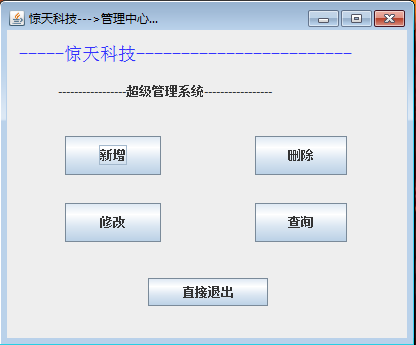 惊天科技--->管理中心...
-----惊天科技------------------------
-----------------超级管理系统-----------------
新增 删除
修改 查询
直接退出